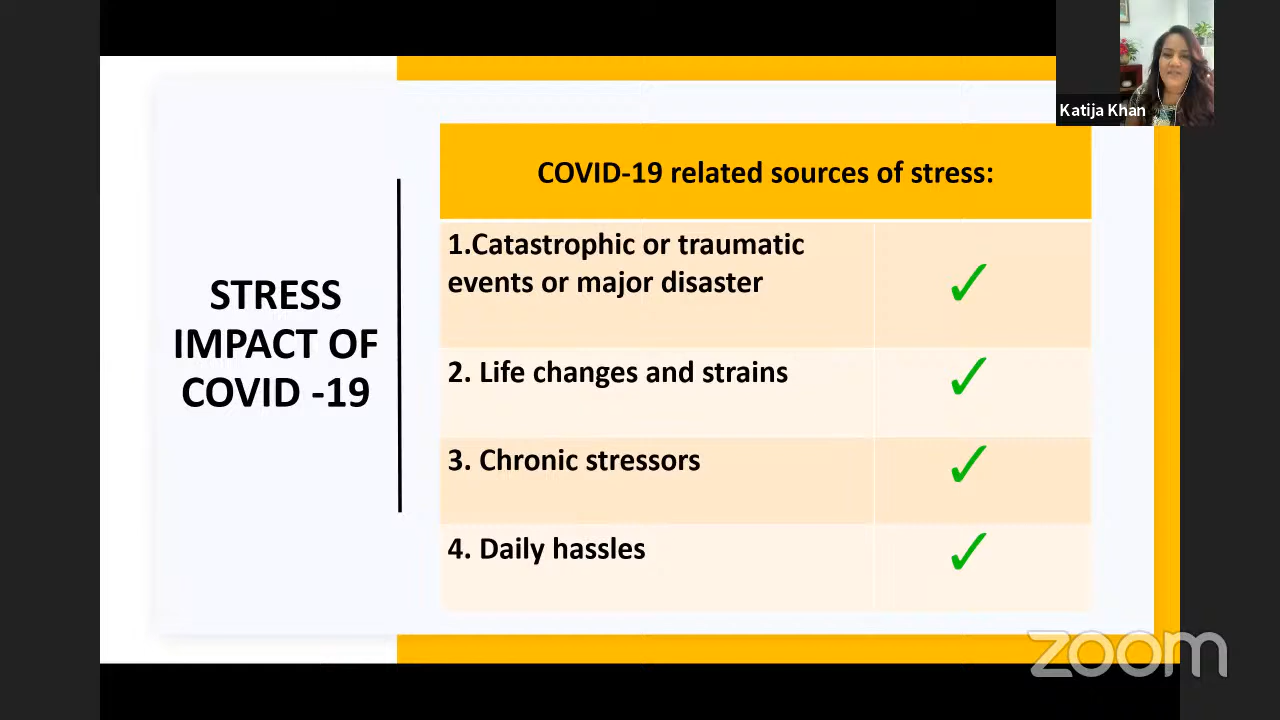 Katija Khan
STRESS
IMPACT OF
COVID -19
COVID-19 related sources of stress:
1.Catastrophic or traumatic
events or major disaster
✓
2. Life changes and strains
✓
3. Chronic stressors
✓
4. Daily hassles
✓
zoom